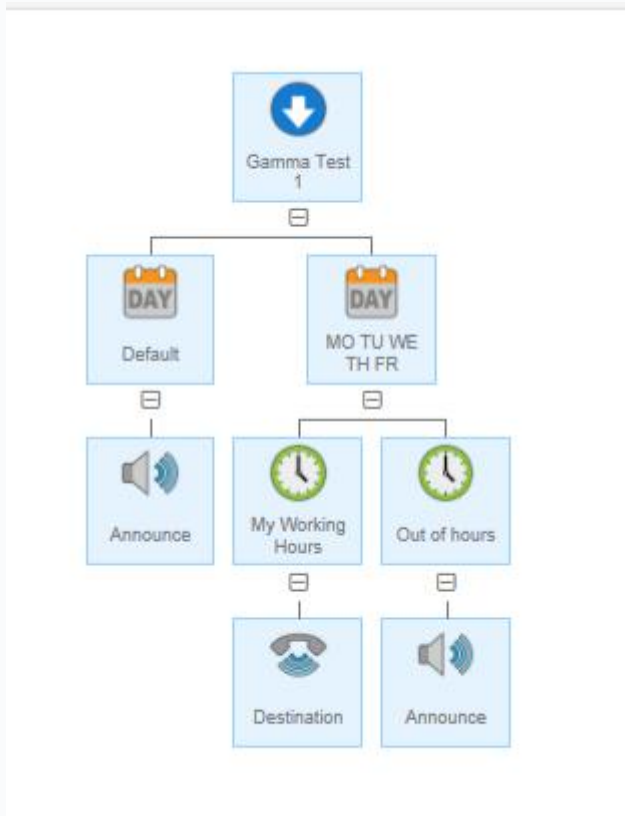 Gamma Test
1
DAY
Default
DAY
MO TU WE
TH FR
Announce
My Working
Hours
Out of hours
Destination
Announce